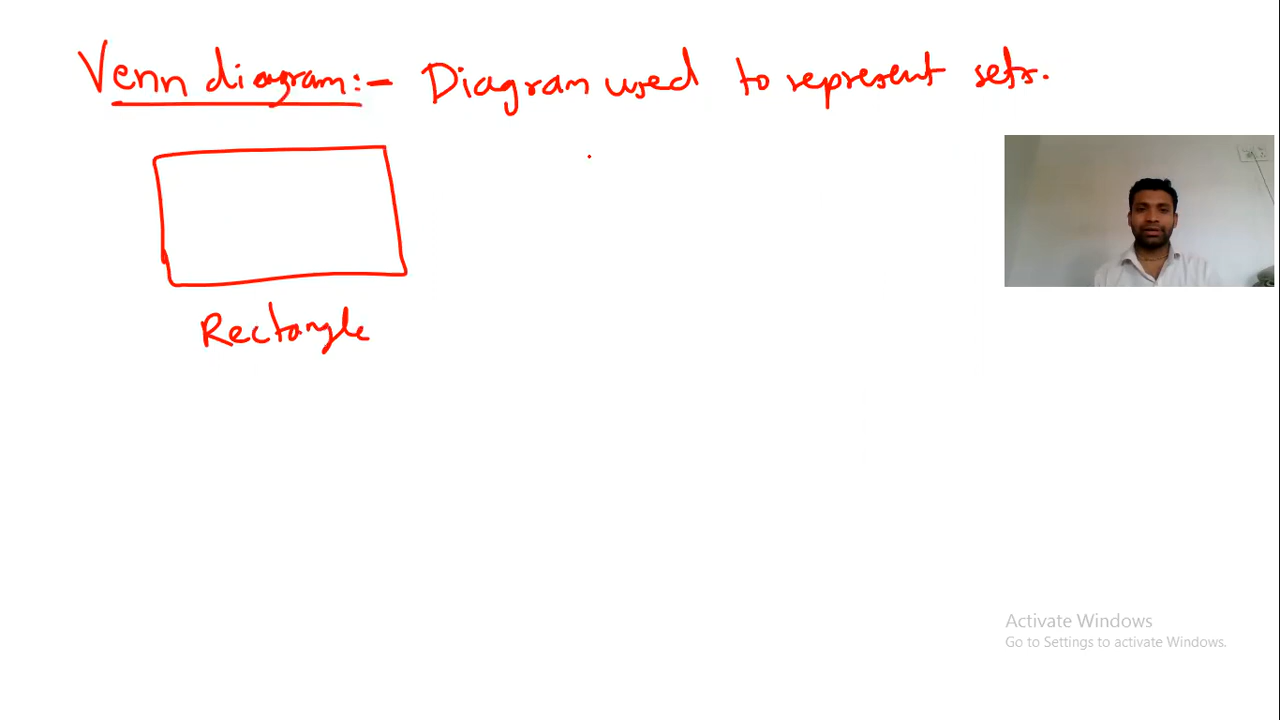 Venn diagram:- Diagram used to represent sets.
Rectangle
Activate Windows
Go to Settings to activate Windows.